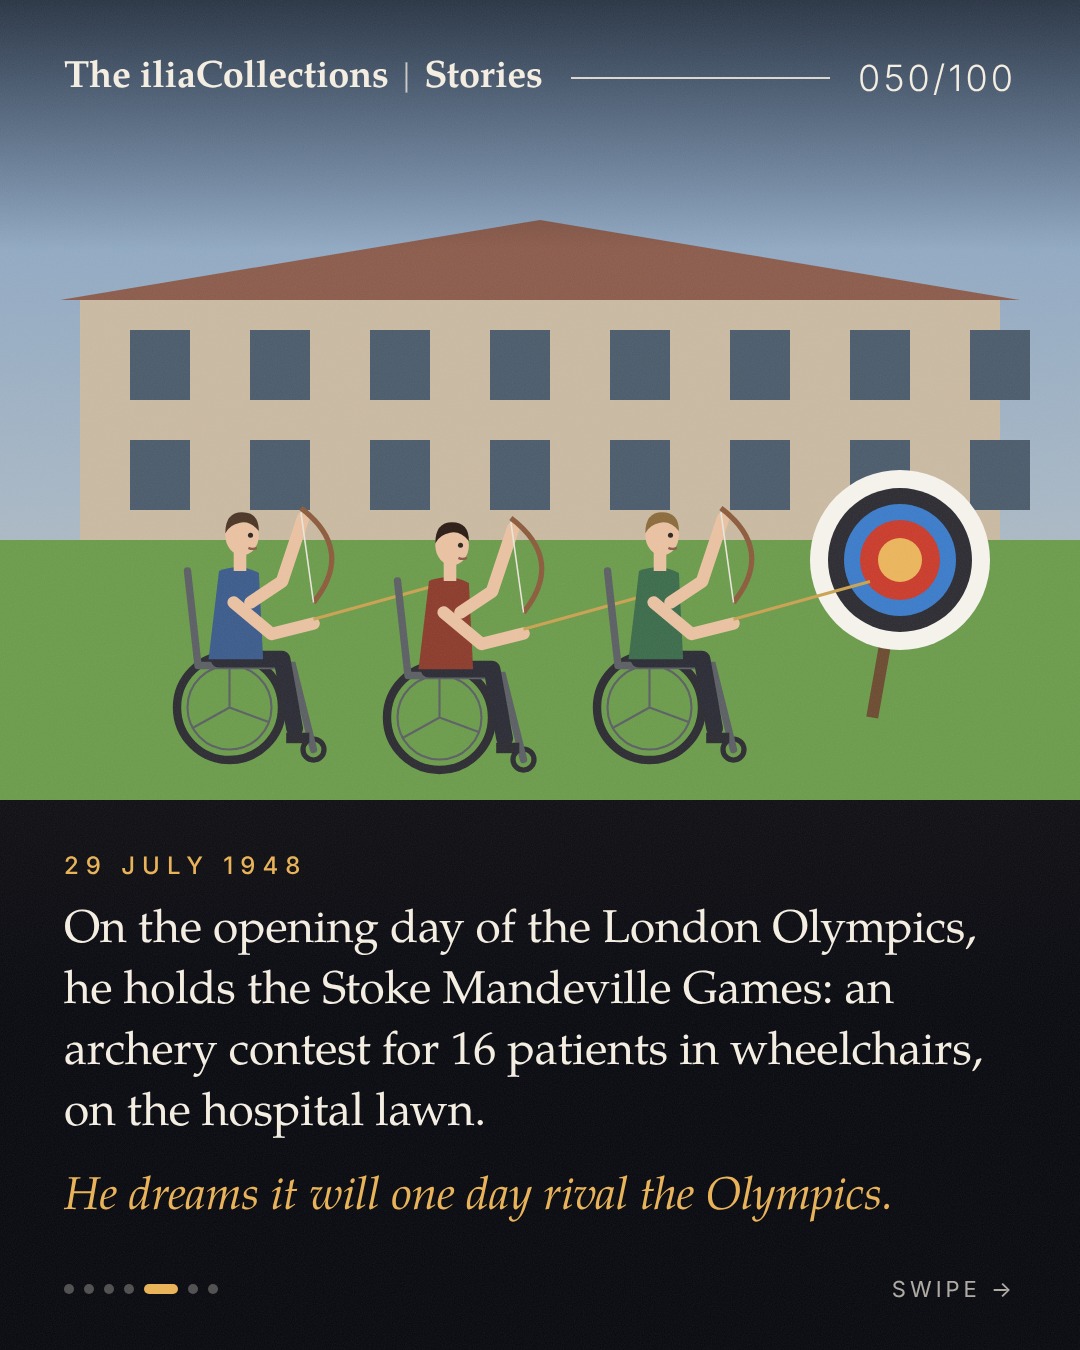 The iliaCollections | Stories 050/100
29 JULY 1948
On the opening day of the London Olympics,
he holds the Stoke Mandeville Games: an
archery contest for 16 patients in wheelchairs,
on the hospital lawn.
He dreams it will one day rival the Olympics.
SWIPE →